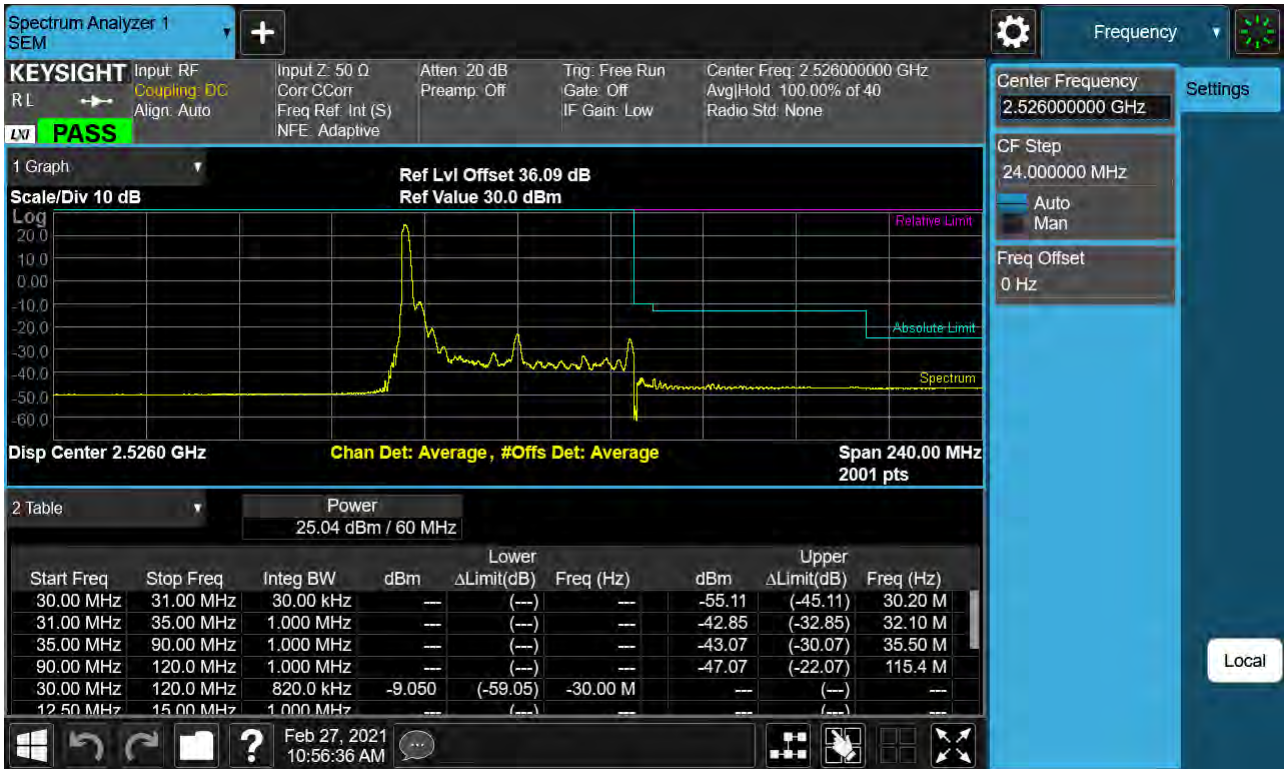 Spectrum Analyzer 1
SEM
Frequency
KEYSIGHT
RL
LXI
PASS
Input: RF
Coupling: DC
Align: Auto
Input Z: 50 Ω
Corr CCorr
Freq Ref: Int (S)
NFE: Adaptive
Atten: 20 dB
Preamp: Off
Trig: Free Run
Gate: Off
IF Gain: Low
Center Freq: 2.526000000 GHz
Avg|Hold: 100.00% of 40
Radio Std: None
Center Frequency
2.526000000 GHz
Settings
CF Step
24.000000 MHz
Auto
Man
Freq Offset
0 Hz
1 Graph
Scale/Div 10 dB
Ref Lvl Offset 36.09 dB
Ref Value 30.0 dBm
Log
20.0
10.0
0.00
-10.0
-20.0
-30.0
-40.0
-50.0
-60.0
Relative Limit
Absolute Limit
Spectrum
Disp Center 2.5260 GHz
Chan Det: Average, #Offs Det: Average
Span 240.00 MHz
2001 pts
2 Table
Power
25.04 dBm / 60 MHz
Lower Upper
Start Freq Stop Freq Integ BW dBm ΔLimit(dB) Freq (Hz) dBm ΔLimit(dB) Freq (Hz)
30.00 MHz 31.00 MHz 30.00 kHz --- (---) --- -55.11 (-45.11) 30.20 M
31.00 MHz 35.00 MHz 1.000 MHz --- (---) --- -42.85 (-32.85) 32.10 M
35.00 MHz 90.00 MHz 1.000 MHz --- (---) --- -43.07 (-30.07) 35.50 M
90.00 MHz 120.0 MHz 1.000 MHz --- (---) --- -47.07 (-22.07) 115.4 M
30.00 MHz 120.0 MHz 820.0 kHz -9.050 (-59.05) -30.00 M --- (---) ---
12.50 MHz 15.00 MHz 1.000 MHz --- (---) --- --- (---) ---
Local
?
Feb 27, 2021
10:56:36 AM